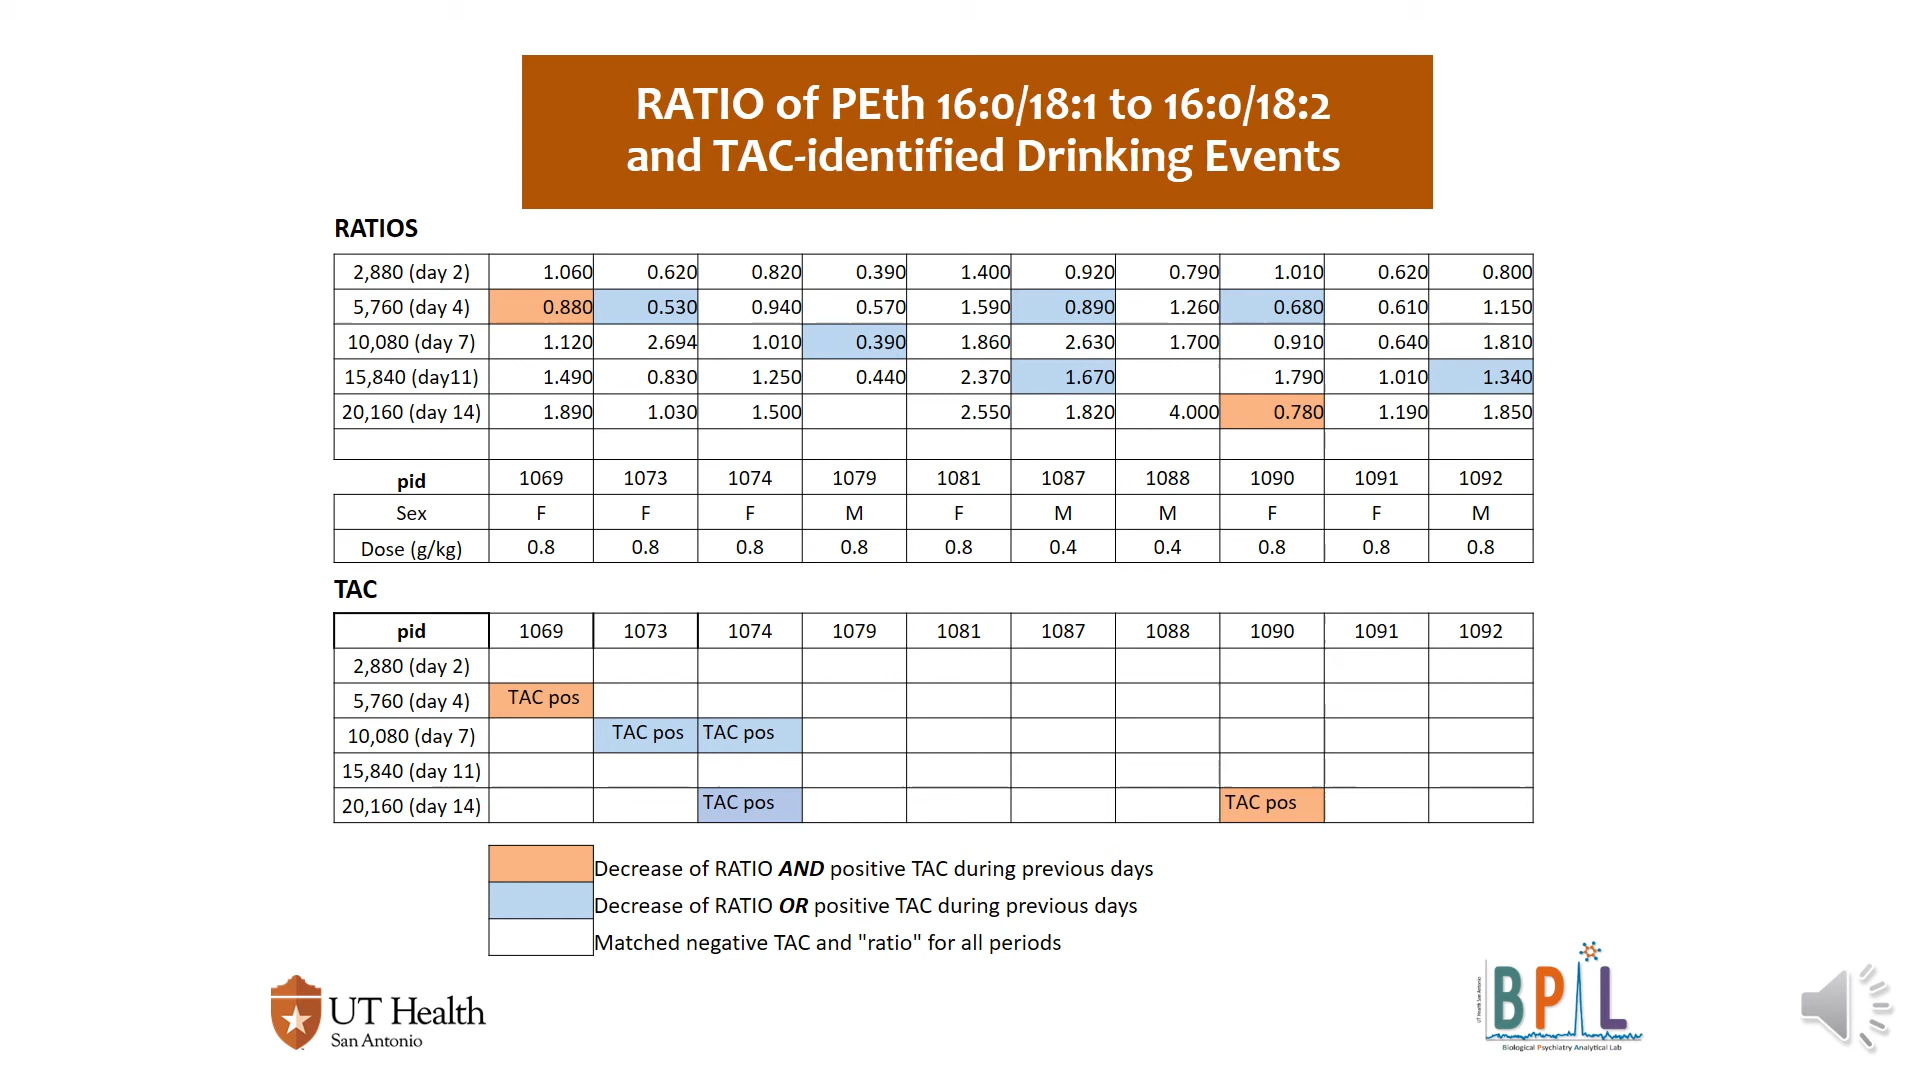 RATIO of PEth 16:0/18:1 to 16:0/18:2
and TAC-identified Drinking Events
RATIOS
2,880 (day 2) 1.060 0.620 0.820 0.390 1.400 0.920 0.790 1.010 0.620 0.800
5,760 (day 4) 0.880 0.530 0.940 0.570 1.590 0.890 1.260 0.680 0.610 1.150
10,080 (day 7) 1.120 2.694 1.010 0.390 1.860 2.630 1.700 0.910 0.640 1.810
15,840 (day11) 1.490 0.830 1.250 0.440 2.370 1.670 1.790 1.010 1.340
20,160 (day 14) 1.890 1.030 1.500 2.550 1.820 4.000 0.780 1.190 1.850
pid 1069 1073 1074 1079 1081 1087 1088 1090 1091 1092
Sex F F F M F M M F F M
Dose (g/kg) 0.8 0.8 0.8 0.8 0.8 0.4 0.4 0.8 0.8 0.8
TAC
pid 1069 1073 1074 1079 1081 1087 1088 1090 1091 1092
2,880 (day 2)
5,760 (day 4) TAC pos
10,080 (day 7) TAC pos TAC pos
15,840 (day 11)
20,160 (day 14) TAC pos TAC pos
Decrease of RATIO AND positive TAC during previous days
Decrease of RATIO OR positive TAC during previous days
Matched negative TAC and "ratio" for all periods
UT Health
San Antonio
UT Health San Antonio
BPAL
Biological Psychiatry Analytical Lab